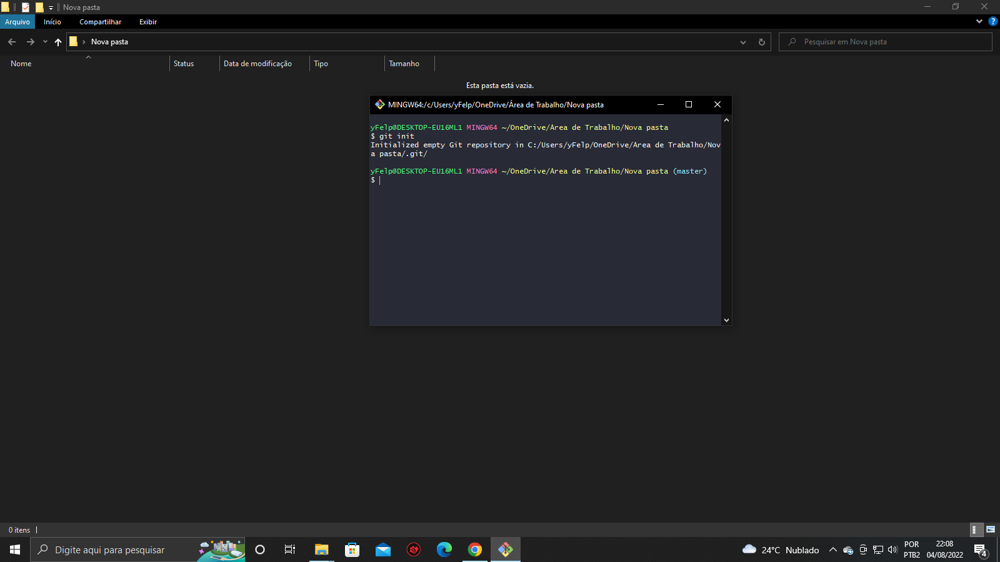 Nova pasta
Arquivo Início Compartilhar Exibir
Nova pasta
Pesquisar em Nova pasta
Nome Status Data de modificação Tipo Tamanho
Esta pasta está vazia.
MINGW64:/c/Users/yFelp/OneDrive/Área de Trabalho/Nova pasta
yFelp@DESKTOP-EU16ML1 MINGW64 ~/OneDrive/Área de Trabalho/Nova pasta
$ git init
Initialized empty Git repository in C:/Users/yFelp/OneDrive/Área de Trabalho/Nov
a pasta/.git/
yFelp@DESKTOP-EU16ML1 MINGW64 ~/OneDrive/Área de Trabalho/Nova pasta (master)
$
0 itens
Digite aqui para pesquisar
24°C Nublado
POR
PTB2
22:08
04/08/2022
4